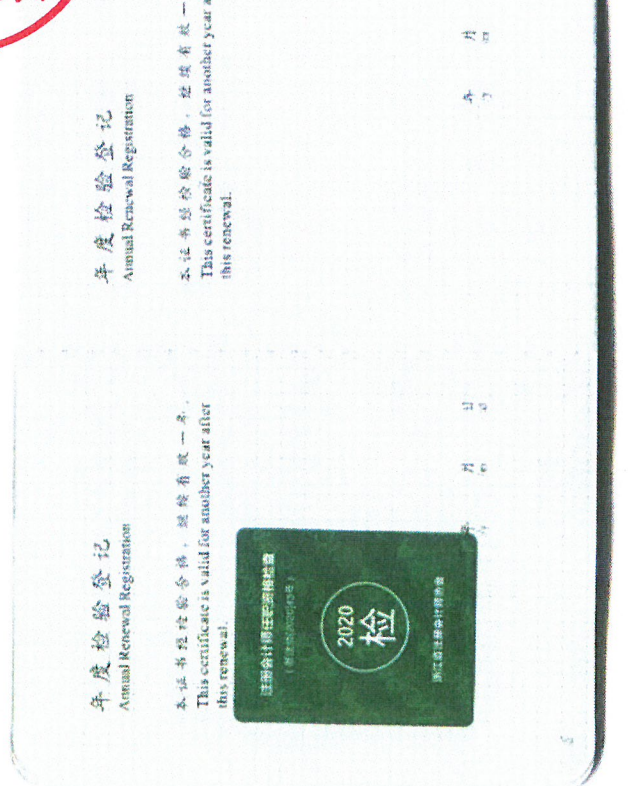 年度检验登记
Annual Renewal Registration
本证书经检验合格，继续有效一年.
This certificate is valid for another year after
this renewal.
注册会计师任职资格检查
2020
检
浙江省注册会计师协会
年 月 日
年度检验登记
Annual Renewal Registration
本证书经检验合格，继续有效一
This certificate is valid for another year a
this renewal.
年 月 日